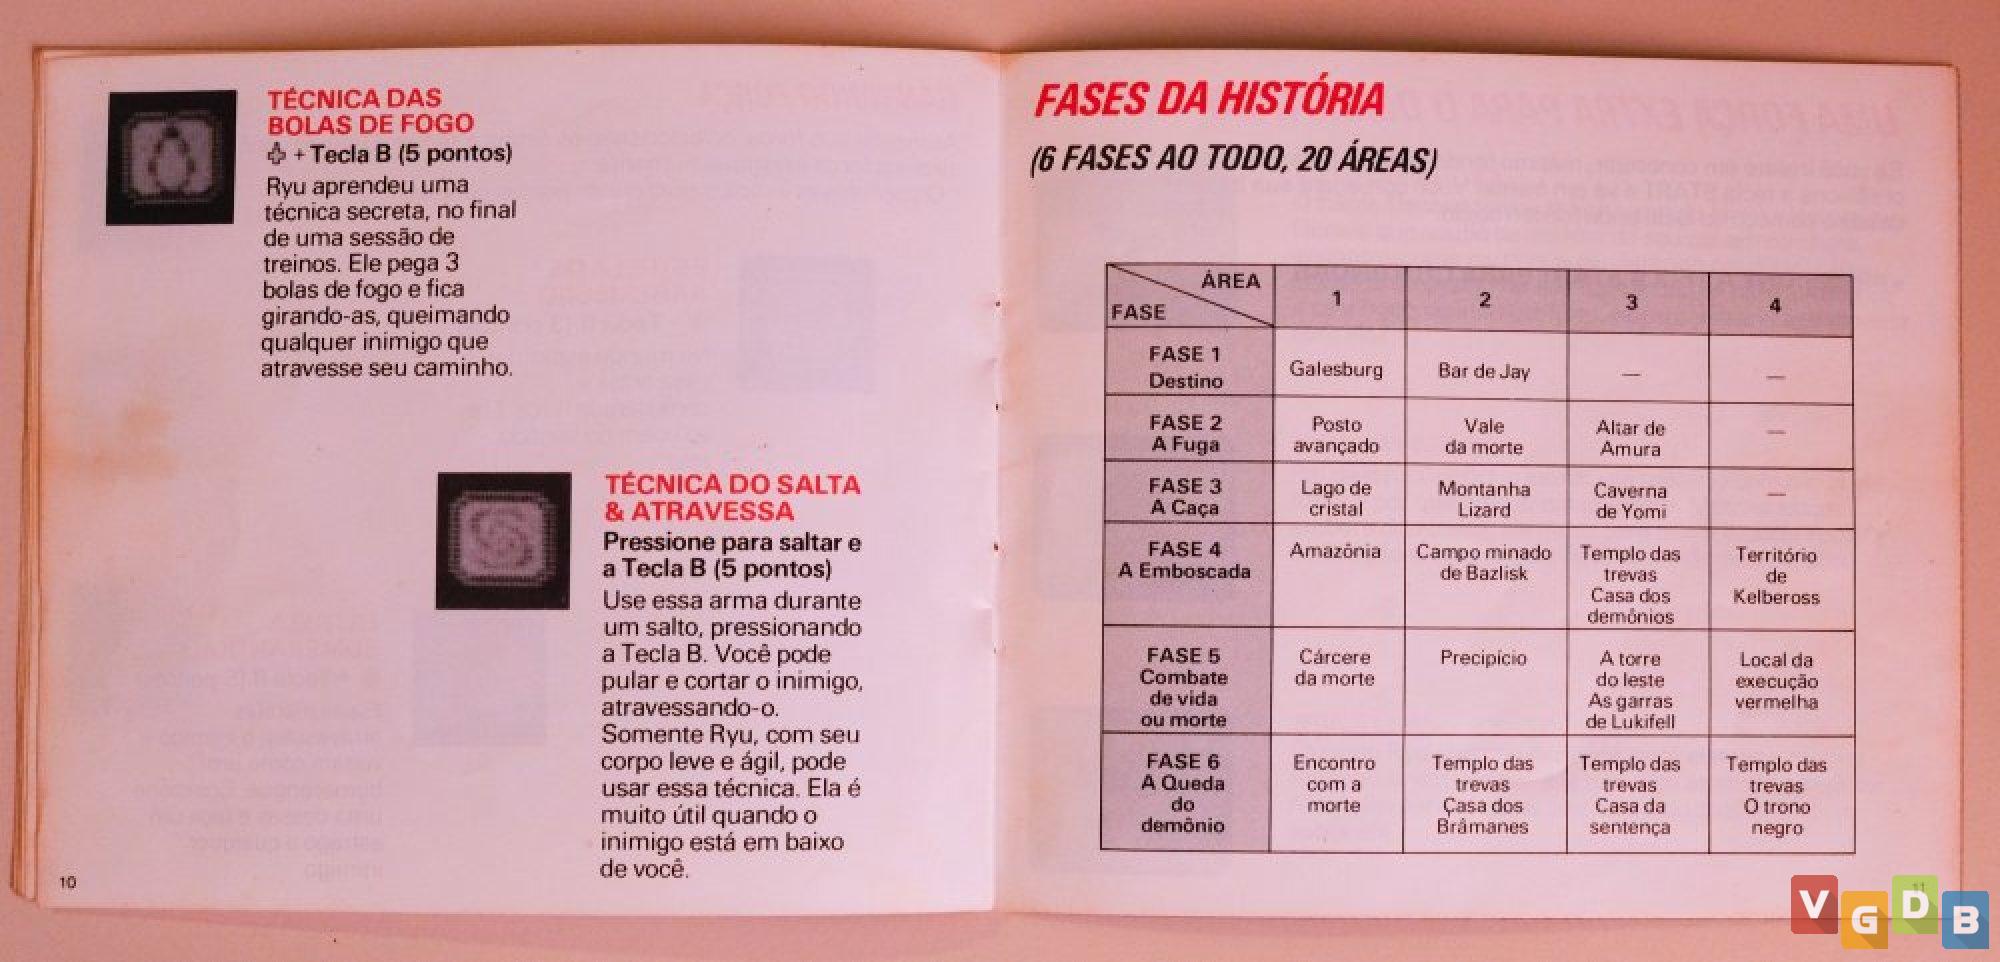 TÉCNICA DAS
BOLAS DE FOGO
+ Tecla B (5 pontos)
Ryu aprendeu uma
técnica secreta, no final
de uma sessão de
treinos. Ele pega 3
bolas de fogo e fica
girando-as, queimando
qualquer inimigo que
atravesse seu caminho.
TÉCNICA DO SALTA
& ATRAVESSA
Pressione para saltar e
a Tecla B (5 pontos)
Use essa arma durante
um salto, pressionando
a Tecla B. Você pode
pular e cortar o inimigo,
atravessando-o.
Somente Ryu, com seu
corpo leve e ágil, pode
usar essa técnica. Ela é
muito útil quando o
inimigo está em baixo
de você.
10
FASES DA HISTÓRIA
(6 FASES AO TODO, 20 ÁREAS)
ÁREA
FASE
1
2
3
4
FASE 1
Destino
Galesburg
Bar de Jay
—
—
FASE 2
A Fuga
Posto
avançado
Vale
da morte
Altar de
Amura
—
FASE 3
A Caça
Lago de
cristal
Montanha
Lizard
Caverna
de Yomi
—
FASE 4
A Emboscada
Amazônia
Campo minado
de Bazlisk
Templo das
trevas
Casa dos
demônios
Território
de
Kelbeross
FASE 5
Combate
de vida
ou morte
Cárcere
da morte
Precipício
A torre
do leste
As garras
de Lukifell
Local da
execução
vermelha
FASE 6
A Queda
do
demônio
Encontro
com a
morte
Templo das
trevas
Casa dos
Brâmanes
Templo das
trevas
Casa da
sentença
Templo das
trevas
O trono
negro
11
VGDB